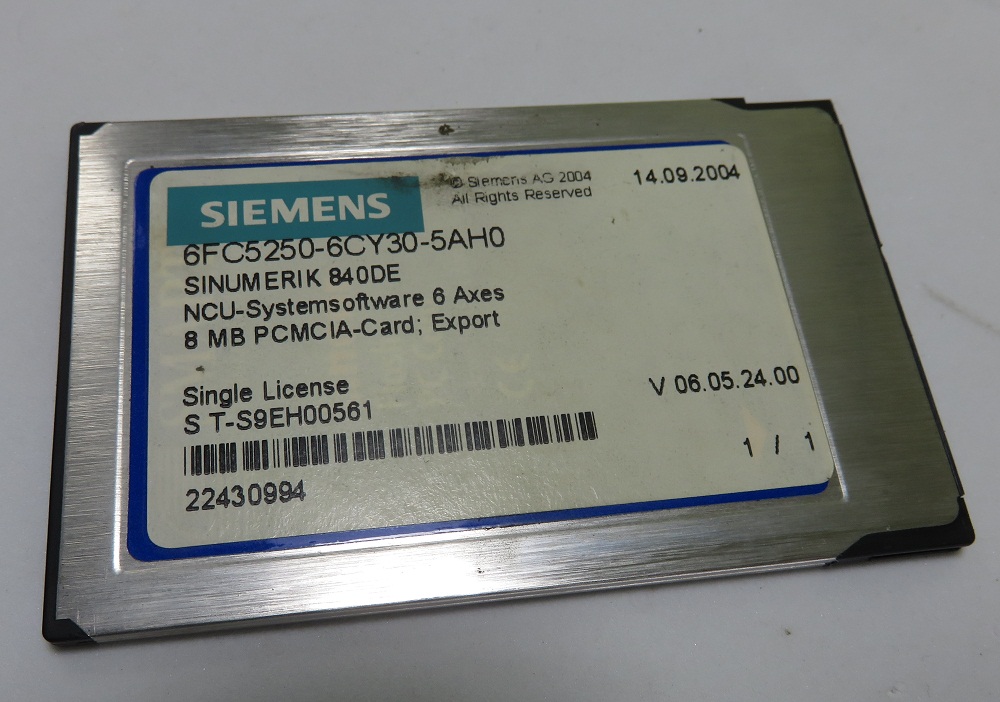 SIEMENS
© Siemens AG 2004
All Rights Reserved
14.09.2004
6FC5250-6CY30-5AH0
SINUMERIK 840DE
NCU-Systemsoftware 6 Axes
8 MB PCMCIA-Card; Export
Single License
V 06.05.24.00
S T-S9EH00561
1 / 1
22430994